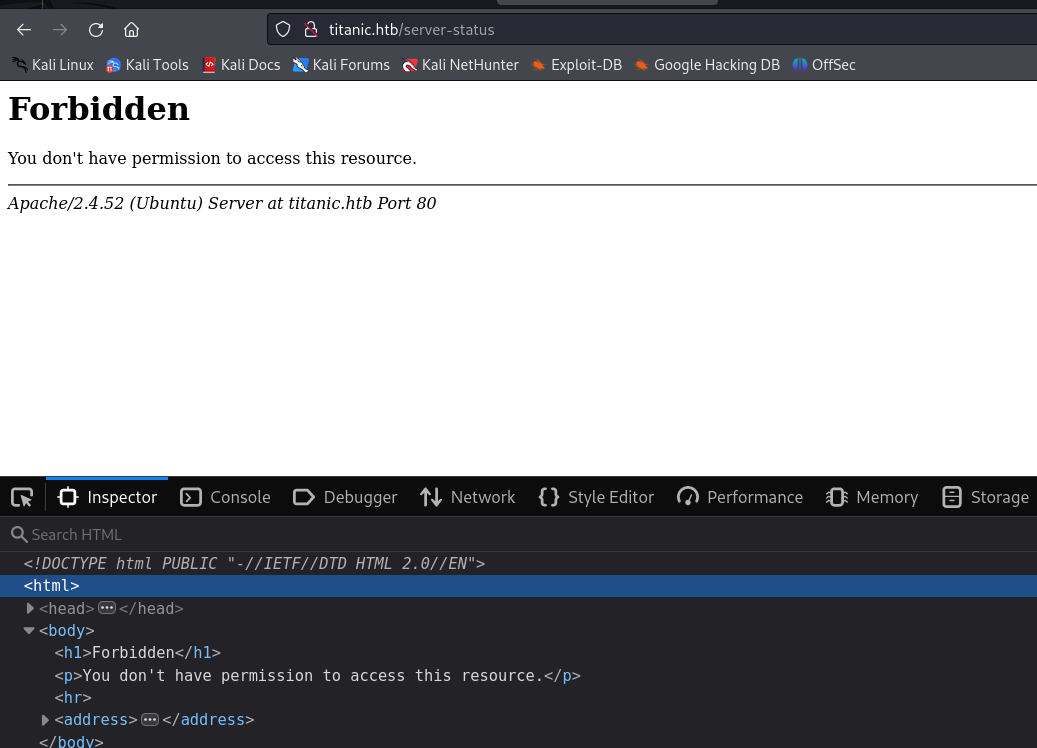 titanic.htb/server-status
Kali Linux Kali Tools Kali Docs Kali Forums Kali NetHunter Exploit-DB Google Hacking DB OffSec
Forbidden
You don't have permission to access this resource.
Apache/2.4.52 (Ubuntu) Server at titanic.htb Port 80
Inspector Console Debugger Network Style Editor Performance Memory Storage
Search HTML
<!DOCTYPE html PUBLIC "-//IETF//DTD HTML 2.0//EN">
<html>
<head>•••</head>
<body>
<h1>Forbidden</h1>
<p>You don't have permission to access this resource.</p>
<hr>
<address>•••</address>
</body>